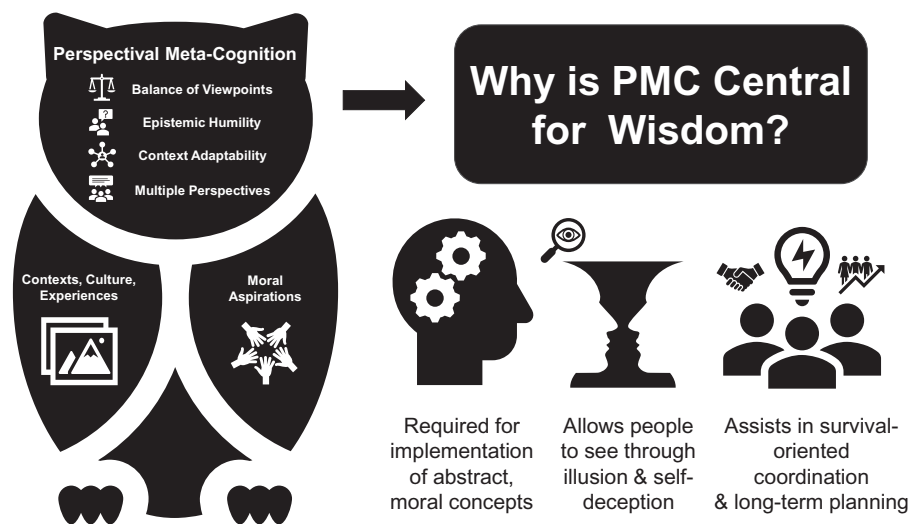 Perspectival Meta-Cognition
Balance of Viewpoints
?
Epistemic Humility
Context Adaptability
Multiple Perspectives
Contexts, Culture,
Experiences
Moral
Aspirations
Why is PMC Central
for Wisdom?
Required for
implementation
of abstract,
moral concepts
Allows people
to see through
illusion & self-
deception
Assists in survival-
oriented
coordination
& long-term planning